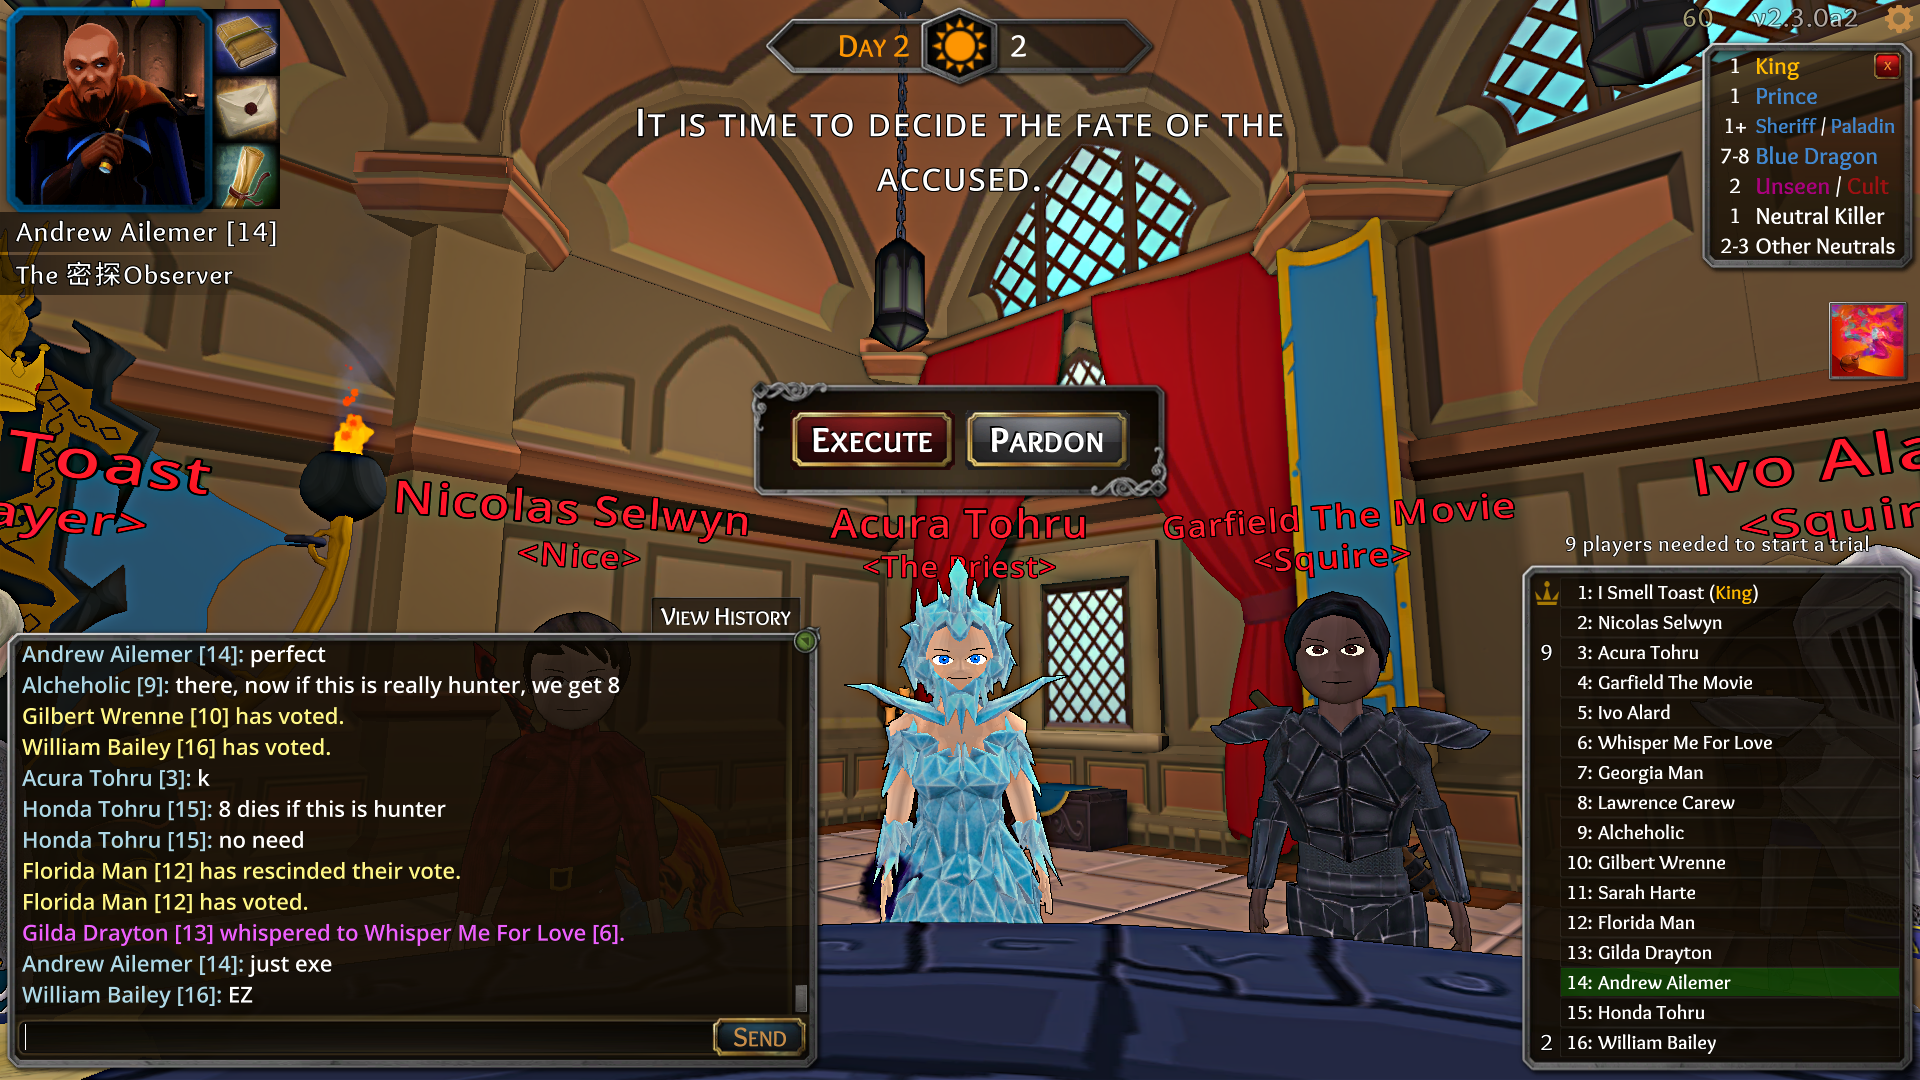 DAY 2
2
60 v2.3.0a2
IT IS TIME TO DECIDE THE FATE OF THE
ACCUSED.
1 King
x
1 Prince
1+ Sheriff / Paladin
7-8 Blue Dragon
2 Unseen / Cult
1 Neutral Killer
2-3 Other Neutrals
Andrew Ailemer [14]
The 密探Observer
EXECUTE
PARDON
Toast
ayer>
Nicolas Selwyn
<Nice>
Acura Tohru
<The Priest>
Garfield The Movie
<Squire>
Ivo Ala
<Squir
9 players needed to start a trial
VIEW HISTORY
Andrew Ailemer [14]: perfect
Alcheholic [9]: there, now if this is really hunter, we get 8
Gilbert Wrenne [10] has voted.
William Bailey [16] has voted.
Acura Tohru [3]: k
Honda Tohru [15]: 8 dies if this is hunter
Honda Tohru [15]: no need
Florida Man [12] has rescinded their vote.
Florida Man [12] has voted.
Gilda Drayton [13] whispered to Whisper Me For Love [6].
Andrew Ailemer [14]: just exe
William Bailey [16]: EZ
SEND
1: I Smell Toast (King)
2: Nicolas Selwyn
9 3: Acura Tohru
4: Garfield The Movie
5: Ivo Alard
6: Whisper Me For Love
7: Georgia Man
8: Lawrence Carew
9: Alcheholic
10: Gilbert Wrenne
11: Sarah Harte
12: Florida Man
13: Gilda Drayton
14: Andrew Ailemer
15: Honda Tohru
2 16: William Bailey